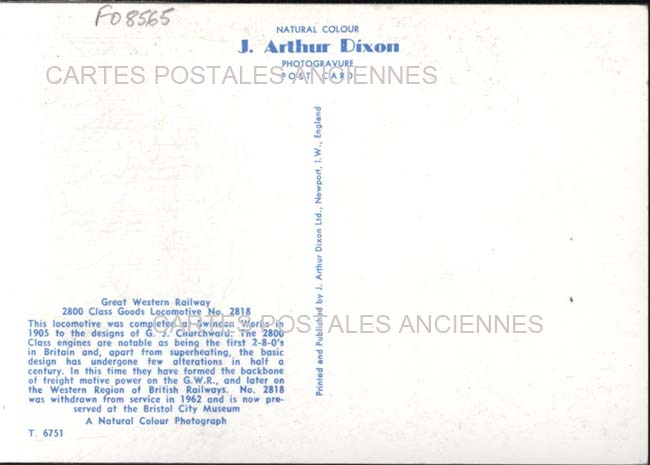 FO 8565
NATURAL COLOUR
J. Arthur Dixon
PHOTOGRAVURE
POST CARD
CARTES POSTALES ANCIENNES
Printed and Published by J. Arthur Dixon Ltd., Newport, I.W., England
Great Western Railway
2800 Class Goods Locomotive No. 2818
This locomotive was completed at Swindon Works in
1905 to the designs of G. J. Churchward. The 2800
Class engines are notable as being the first 2-8-0's
in Britain and, apart from superheating, the basic
design has undergone few alterations in half a
century. In this time they have formed the backbone
of freight motive power on the G.W.R., and later on
the Western Region of British Railways. No. 2818
was withdrawn from service in 1962 and is now pre-
served at the Bristol City Museum
A Natural Colour Photograph
T. 6751
CARTES POSTALES ANCIENNES